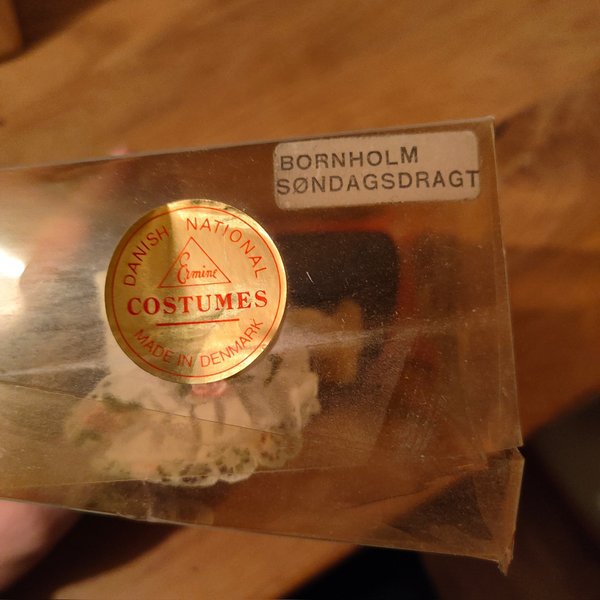 BORNHOLM
SØNDAGSDRAGT
DANISH NATIONAL
Ermine
COSTUMES
MADE IN DENMARK